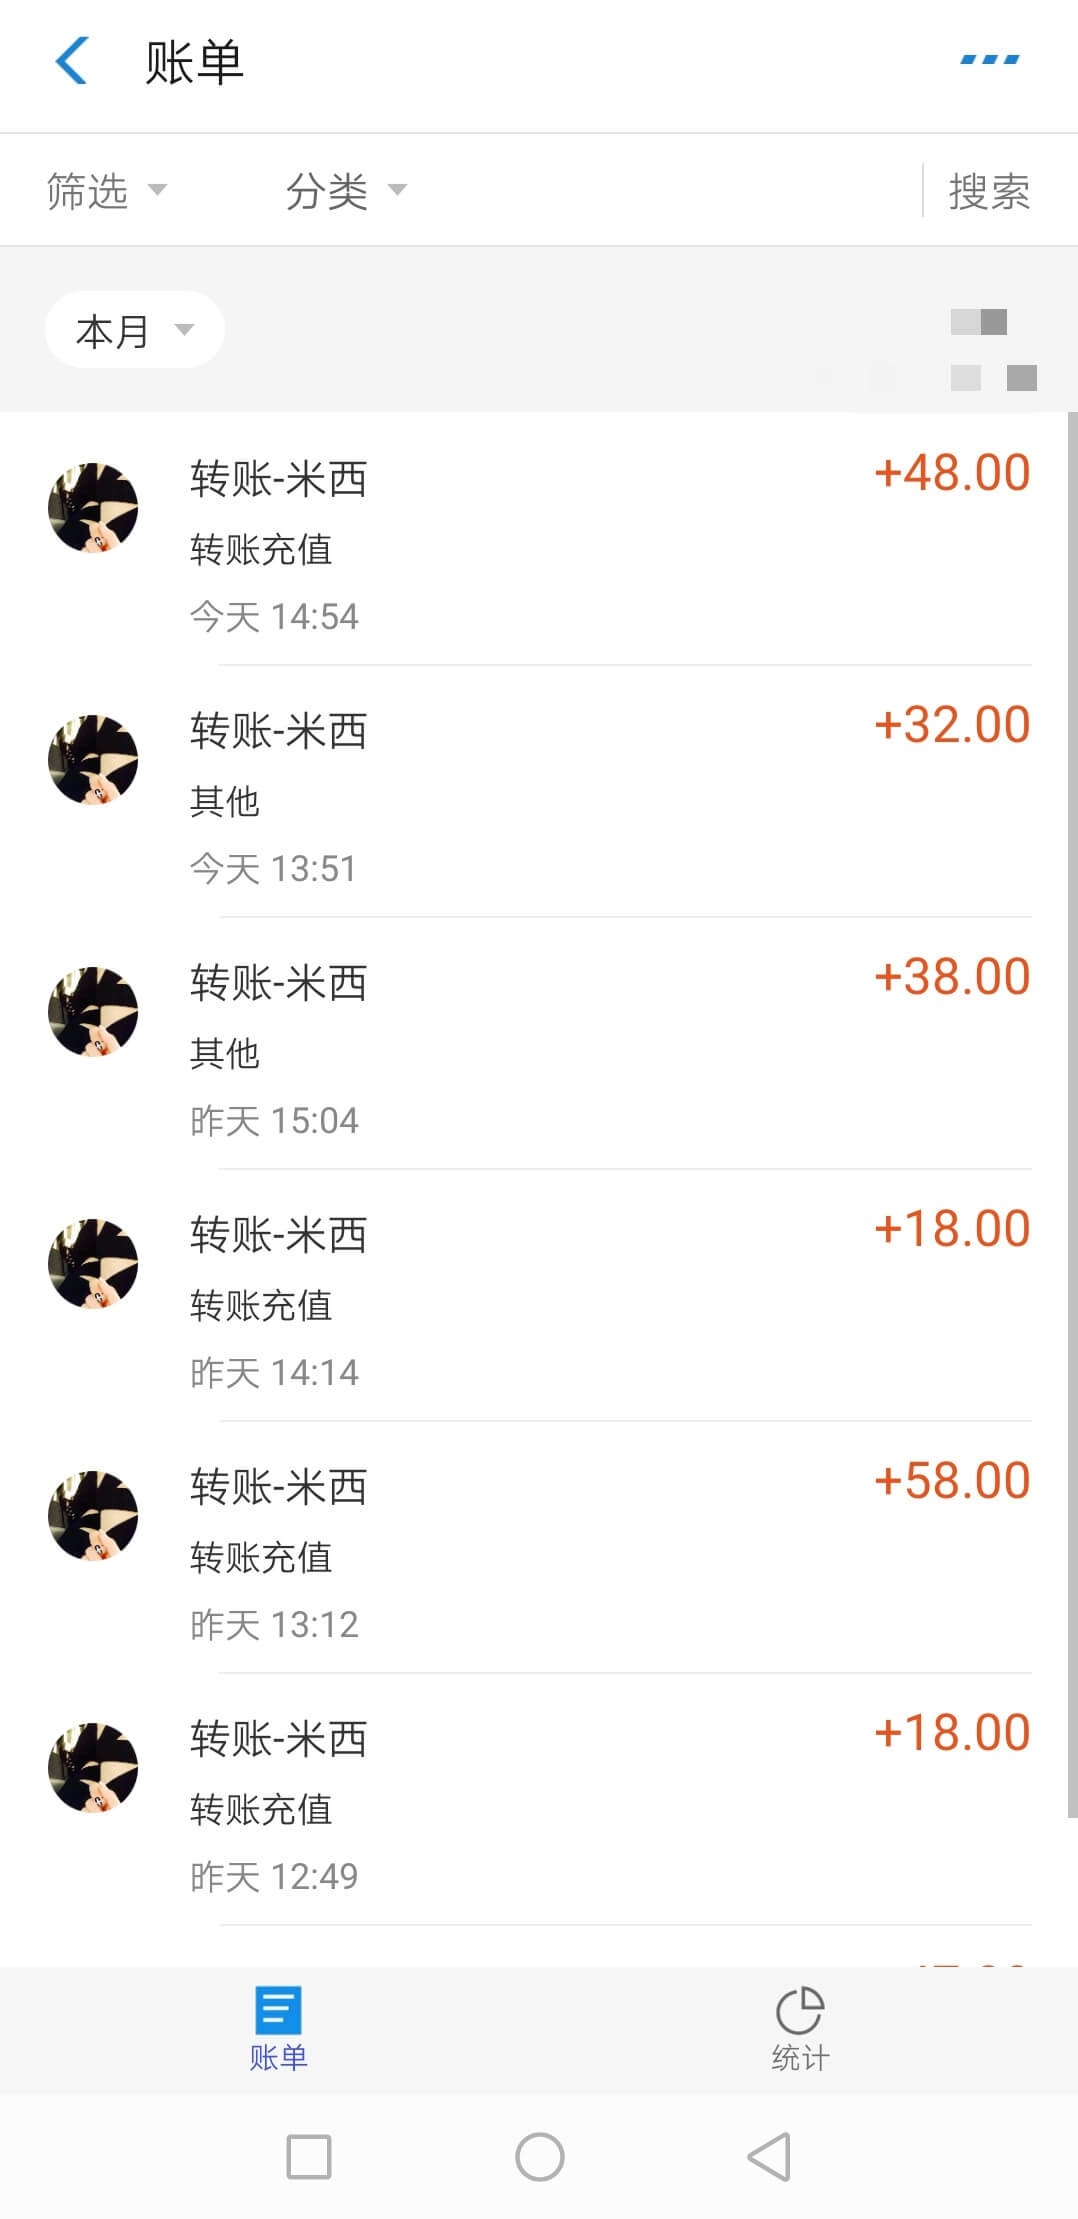 账单
筛选 分类 搜索
本月
转账-米西 +48.00
转账充值
今天 14:54
转账-米西 +32.00
其他
今天 13:51
转账-米西 +38.00
其他
昨天 15:04
转账-米西 +18.00
转账充值
昨天 14:14
转账-米西 +58.00
转账充值
昨天 13:12
转账-米西 +18.00
转账充值
昨天 12:49
账单 统计